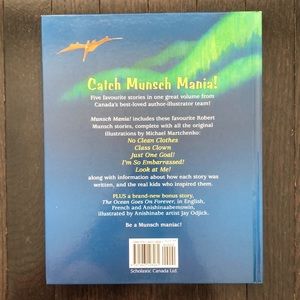 Catch Munsch Mania!
Five favourite stories in one great volume from
Canada's best-loved author-illustrator team!
Munsch Mania! includes these favourite Robert
Munsch stories, complete with all the original
illustrations by Michael Martchenko:
No Clean Clothes
Class Clown
Just One Goal!
I'm So Embarrassed!
Look at Me!
along with information about how each story was
written, and the real kids who inspired them.
PLUS a brand-new bonus story,
The Ocean Goes On Forever, in English,
French and Anishinaabemowin,
illustrated by Anishinabe artist Jay Odjick.
Be a Munsch maniac!
Scholastic Canada Ltd.